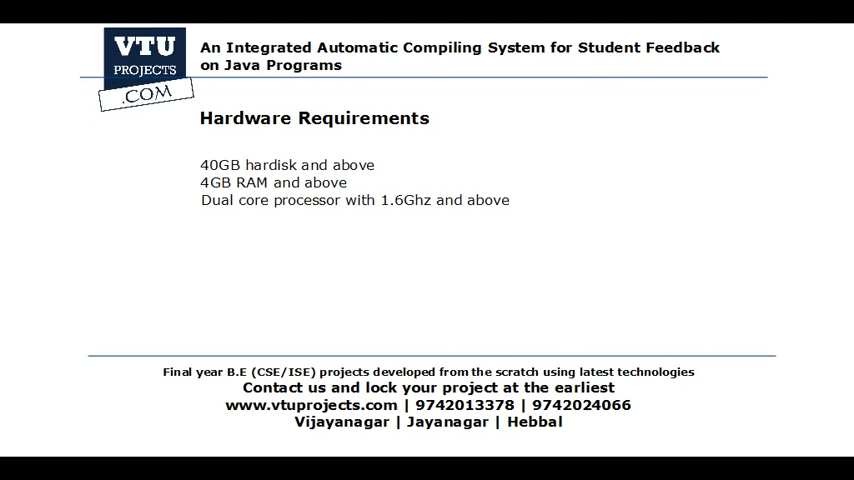 VTU
PROJECTS
.COM
An Integrated Automatic Compiling System for Student Feedback
on Java Programs
Hardware Requirements
40GB hardisk and above
4GB RAM and above
Dual core processor with 1.6Ghz and above
Final year B.E (CSE/ISE) projects developed from the scratch using latest technologies
Contact us and lock your project at the earliest
www.vtuprojects.com | 9742013378 | 9742024066
Vijayanagar | Jayanagar | Hebbal